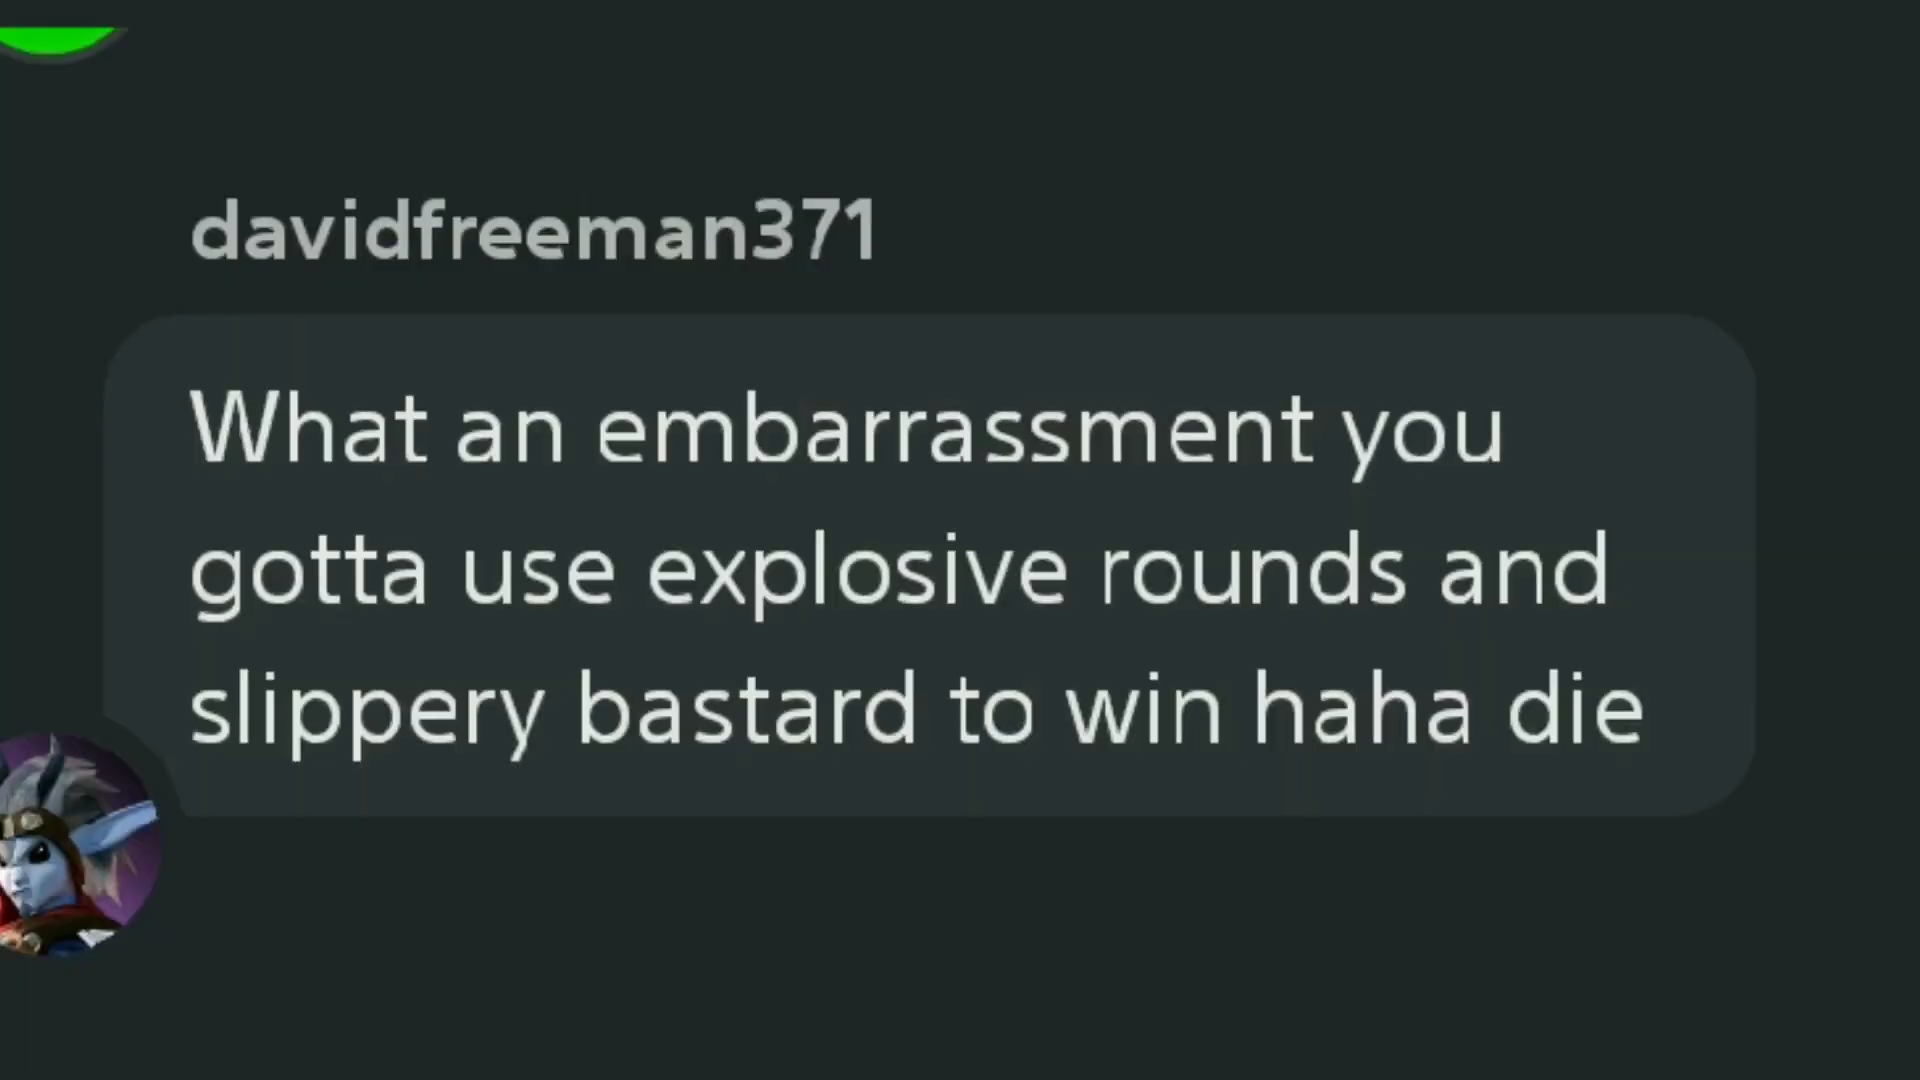 davidfreeman371
What an embarrassment you
gotta use explosive rounds and
slippery bastard to win haha die